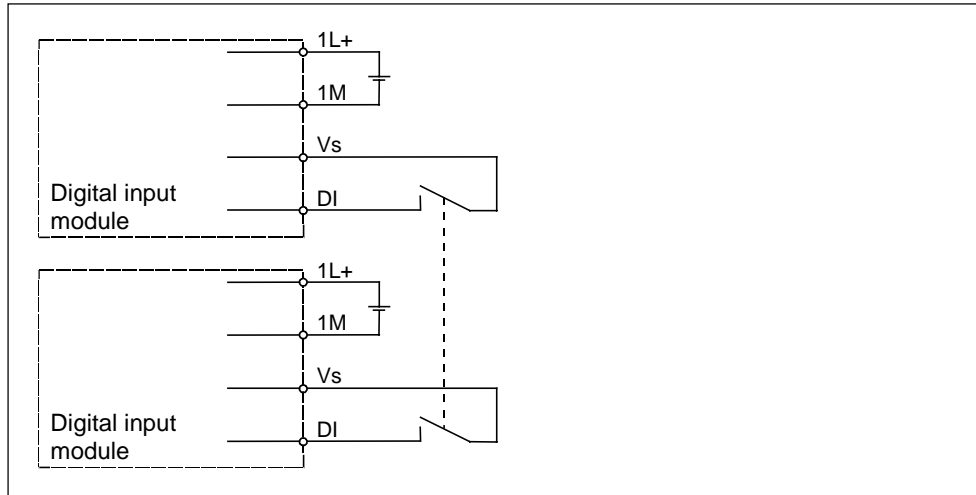 1L+
1M
Vs
DI
Digital input
module
1L+
1M
Vs
DI
Digital input
module